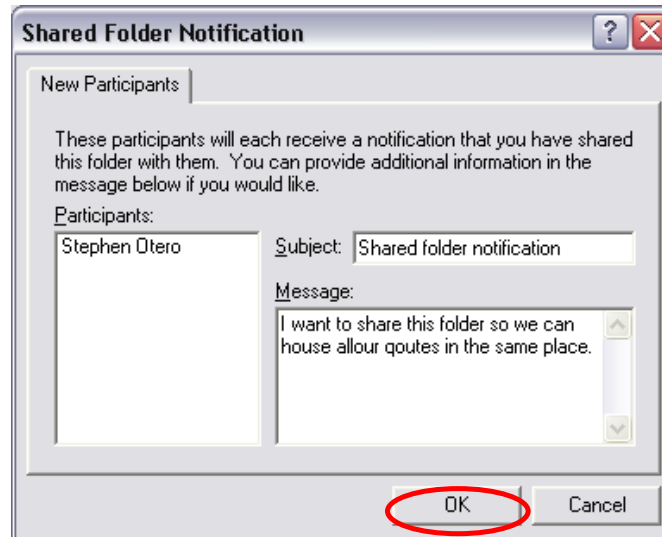 Shared Folder Notification
?
New Participants
These participants will each receive a notification that you have shared
this folder with them. You can provide additional information in the
message below if you would like.
Participants:
Stephen Otero
Subject: Shared folder notification
Message:
I want to share this folder so we can
house allour qoutes in the same place.
OK Cancel